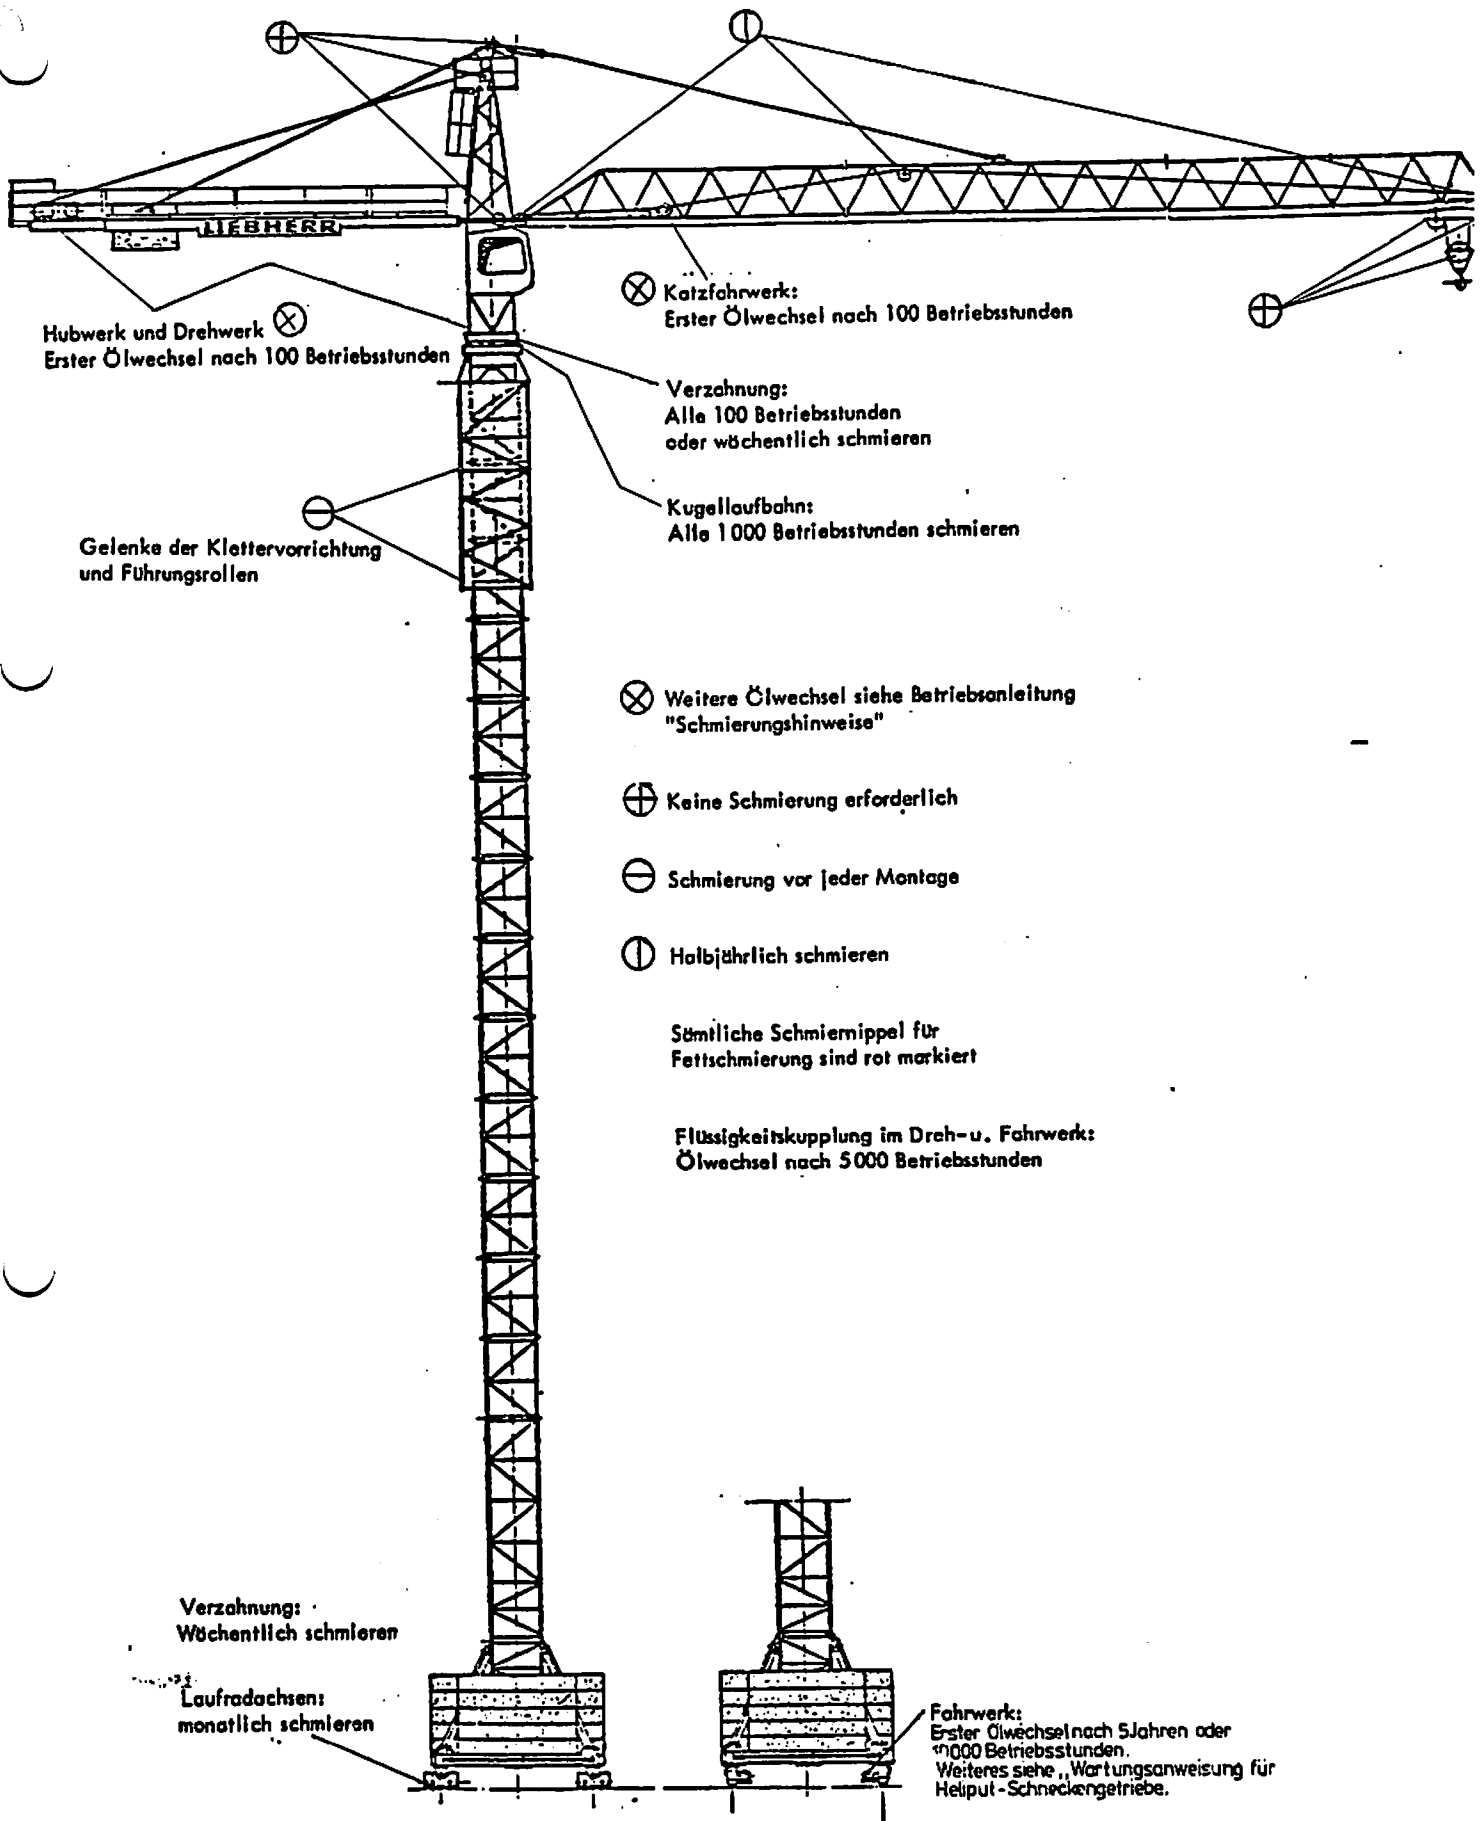 LIEBHERR
Hubwerk und Drehwerk
Erster Ölwechsel nach 100 Betriebsstunden
Katzfahrwerk:
Erster Ölwechsel nach 100 Betriebsstunden
Verzahnung:
Alle 100 Betriebsstunden
oder wöchentlich schmieren
Kugellaufbahn:
Alle 1000 Betriebsstunden schmieren
Gelenke der Klettervorrichtung
und Führungsrollen
Weitere Ölwechsel siehe Betriebsanleitung
"Schmierungshinweise"
Keine Schmierung erforderlich
Schmierung vor jeder Montage
Halbjährlich schmieren
Sämtliche Schmiernippel für
Fettschmierung sind rot markiert
Flüssigkeitskupplung im Dreh-u. Fahrwerk:
Ölwechsel nach 5000 Betriebsstunden
Verzahnung:
Wöchentlich schmieren
Laufradachsen:
monatlich schmieren
Fahrwerk:
Erster Ölwechsel nach 5 Jahren oder
Betriebsstunden.
Weiteres siehe „Wartungsanweisung für
Heliput-Schneckengetriebe.